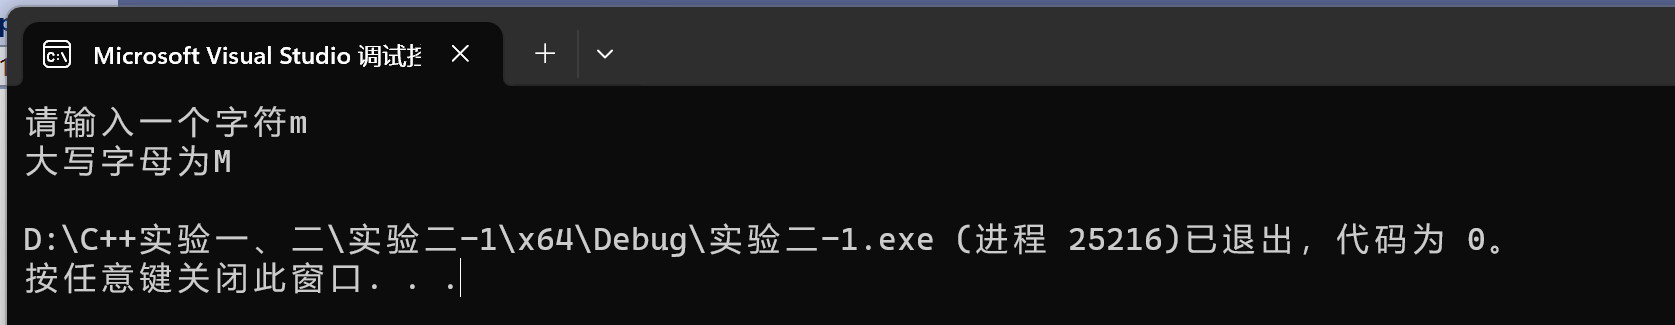 Microsoft Visual Studio 调试控
请输入一个字符m
大写字母为M
D:\C++实验一、二\实验二-1\x64\Debug\实验二-1.exe (进程 25216)已退出，代码为 0。
按任意键关闭此窗口. . .